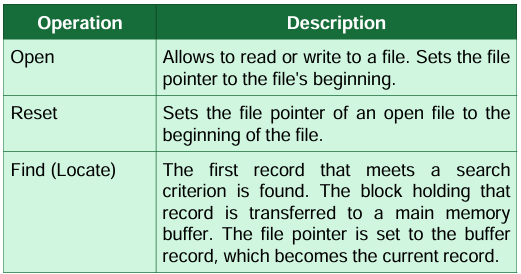 Operation Description
Open Allows to read or write to a file. Sets the file
pointer to the file's beginning.
Reset Sets the file pointer of an open file to the
beginning of the file.
Find (Locate) The first record that meets a search
criterion is found. The block holding that
record is transferred to a main memory
buffer. The file pointer is set to the buffer
record, which becomes the current record.